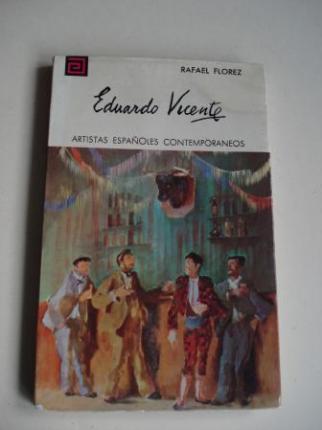 RAFAEL FLOREZ
Eduardo Vicente
ARTISTAS ESPAÑOLES CONTEMPORANEOS